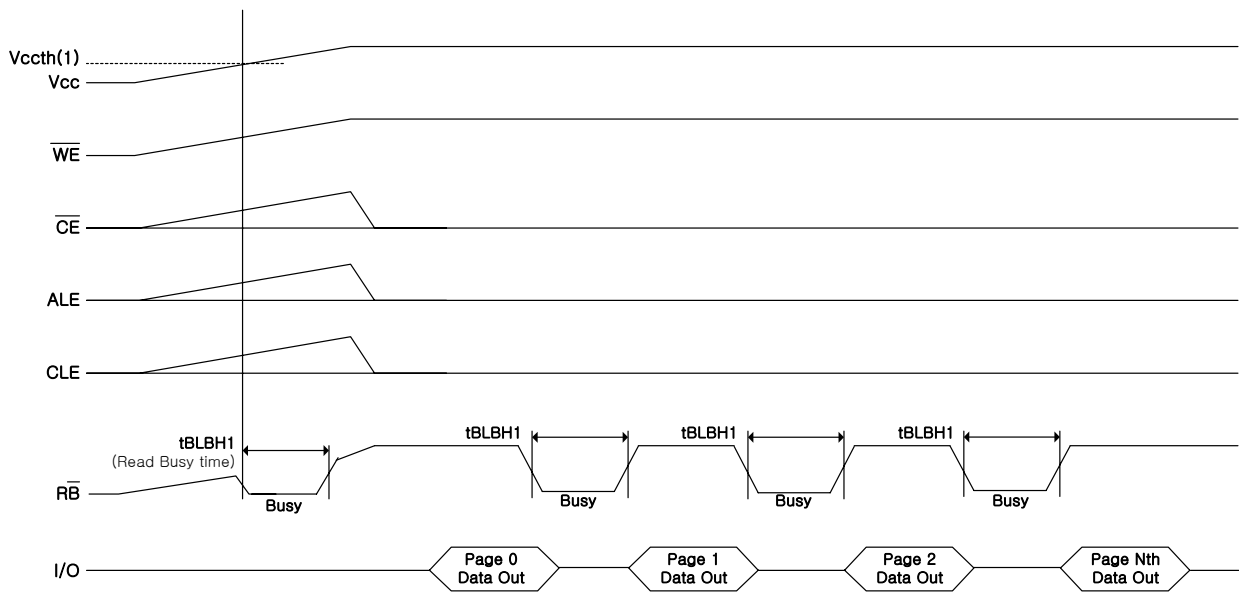 Vccth(1)
Vcc
WE
CE
ALE
CLE
tBLBH1
tBLBH1
tBLBH1
tBLBH1
(Read Busy time)
RB
Busy
Busy
Busy
Busy
I/O
Page 0
Data Out
Page 1
Data Out
Page 2
Data Out
Page Nth
Data Out